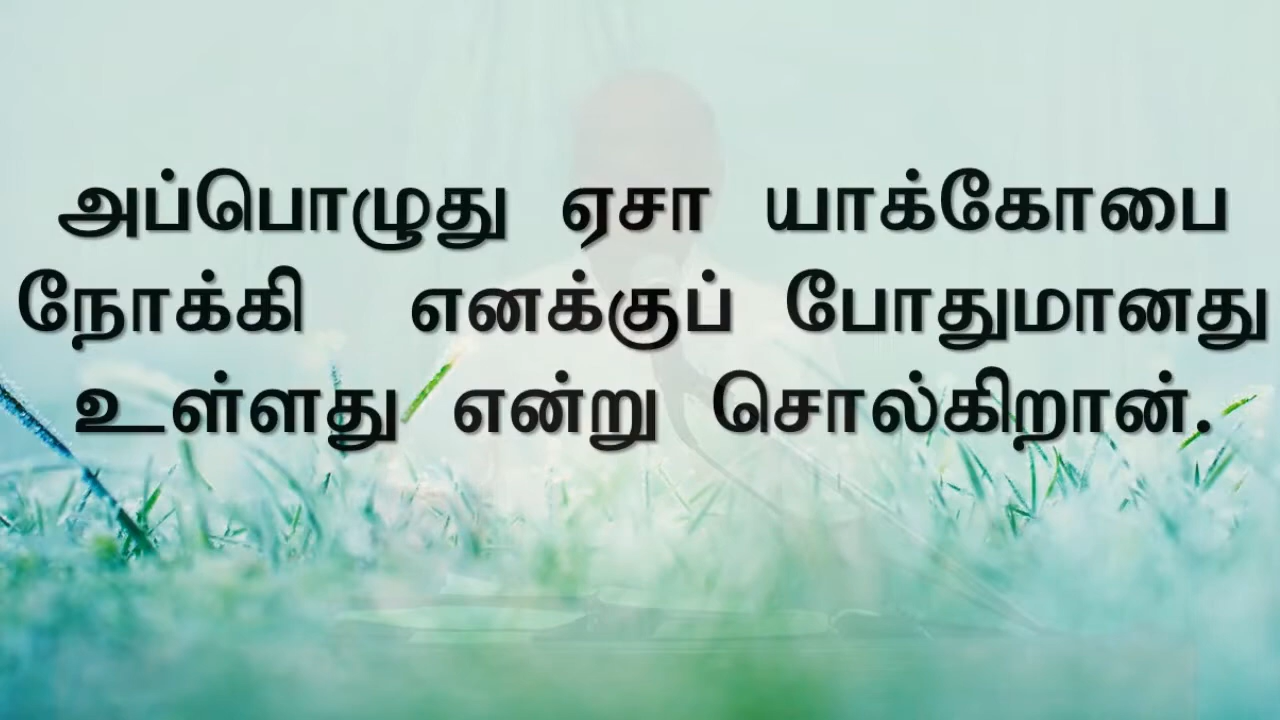 அப்பொழுது ஏசா யாக்கோபை
நோக்கி எனக்குப் போதுமானது
உள்ளது என்று சொல்கிறான்.